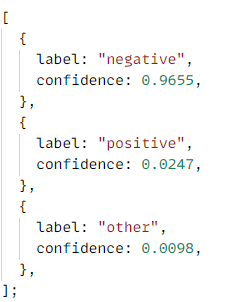 [
  {
    label: "negative",
    confidence: 0.9655,
  },
  {
    label: "positive",
    confidence: 0.0247,
  },
  {
    label: "other",
    confidence: 0.0098,
  },
];